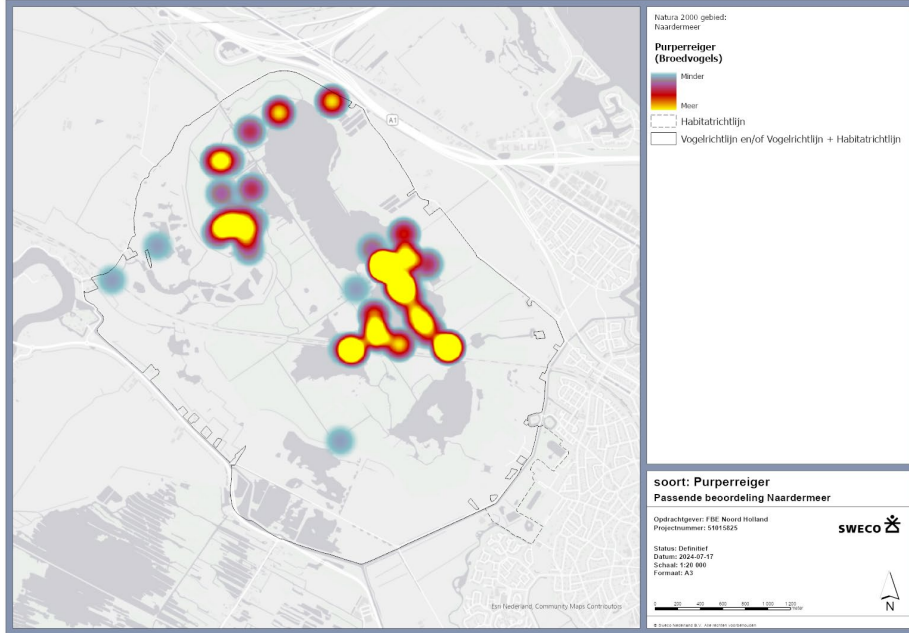 Natura 2000 gebied:
Naardermeer
Purperreiger
(Broedvogels)
Minder
Meer
Habitatrichtlijn
Vogelrichtlijn en/of Vogelrichtlijn + Habitatrichtlijn
A1
Esri Nederland, Community Maps Contributors
soort: Purperreiger
Passende beoordeling Naardermeer
Opdrachtgever: FBE Noord Holland
Projectnummer: 51015825
SWECO
Status: Definitief
Datum: 2024-07-17
Schaal: 1:20 000
Formaat: A3
0 200 400 600 800 1 000 1 200
meter
N